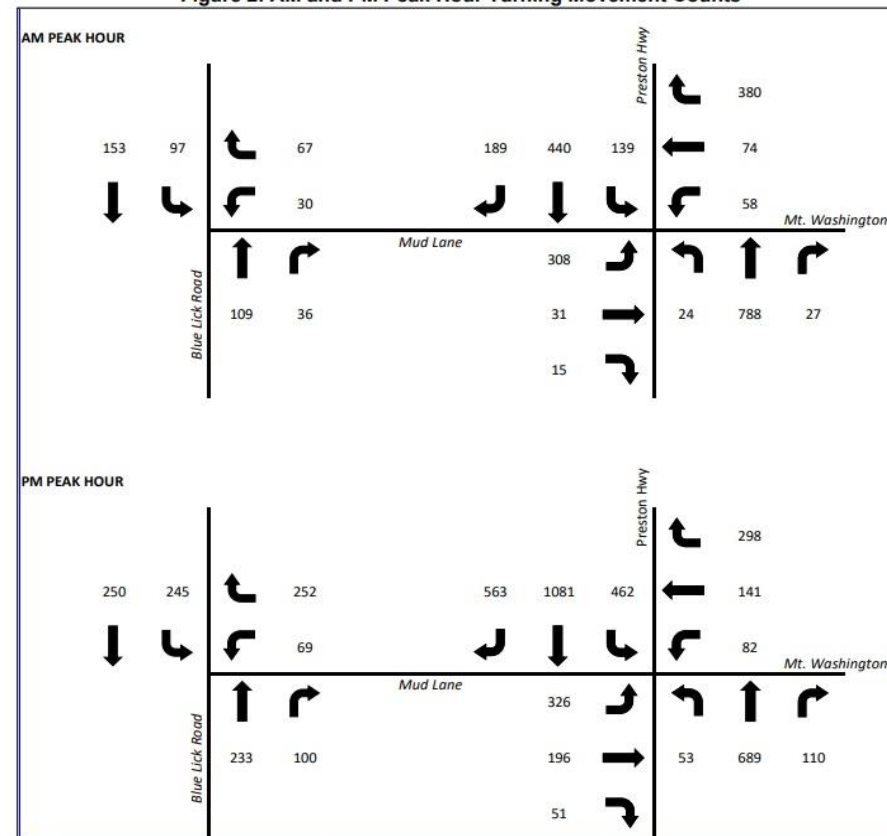 Figure 2. AM and PM Peak Hour Turning Movement Counts
AM PEAK HOUR
Preston Hwy
380
153 97 67 189 440 139 74
30 58
Mt. Washington
Mud Lane
308
Blue Lick Road
109 36 31 24 788 27
15
PM PEAK HOUR
Preston Hwy
298
250 245 252 563 1081 462 141
69 82
Mt. Washington
Mud Lane
326
Blue Lick Road
233 100 196 53 689 110
51